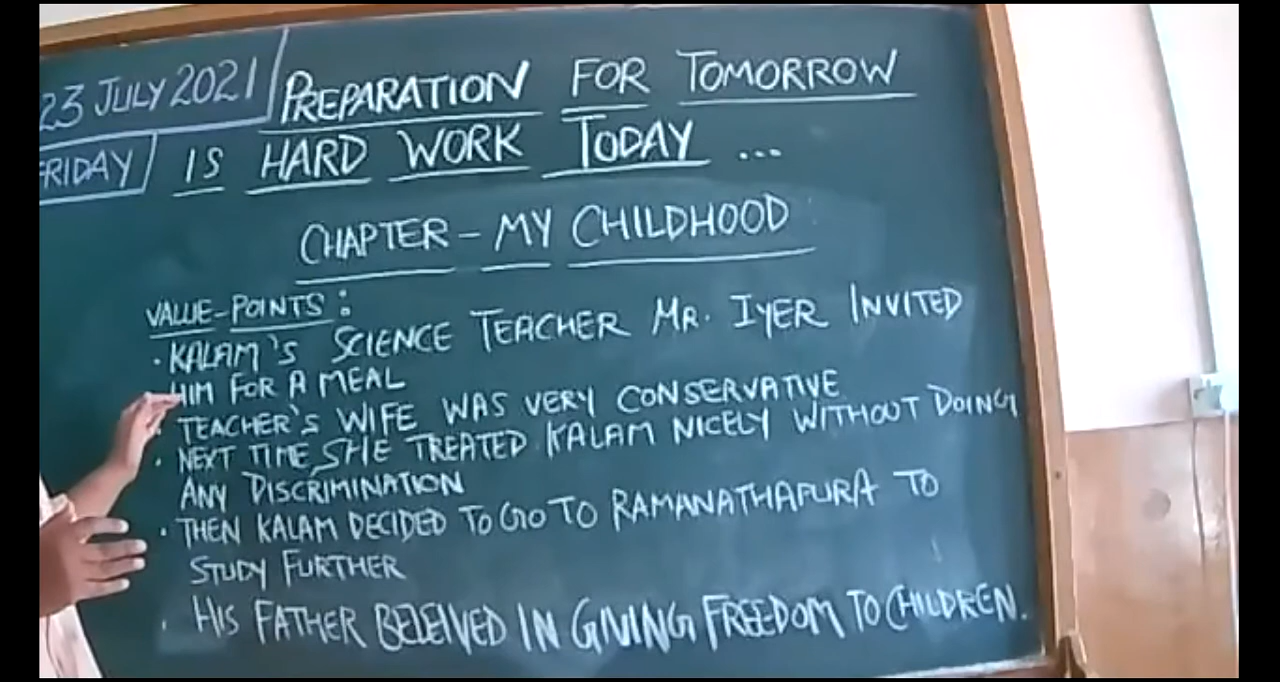 23 JULY 2021
FRIDAY
PREPARATION FOR TOMORROW
IS HARD WORK TODAY ...
CHAPTER - MY CHILDHOOD
VALUE-POINTS :
· KALAM'S SCIENCE TEACHER MR. IYER INVITED
HIM FOR A MEAL
· TEACHER'S WIFE WAS VERY CONSERVATIVE
· NEXT TIME, SHE TREATED KALAM NICELY WITHOUT DOING
ANY DISCRIMINATION
· THEN KALAM DECIDED TO GO TO RAMANATHAPURA TO
STUDY FURTHER
· HIS FATHER BELEIVED IN GIVING FREEDOM TO CHILDREN.